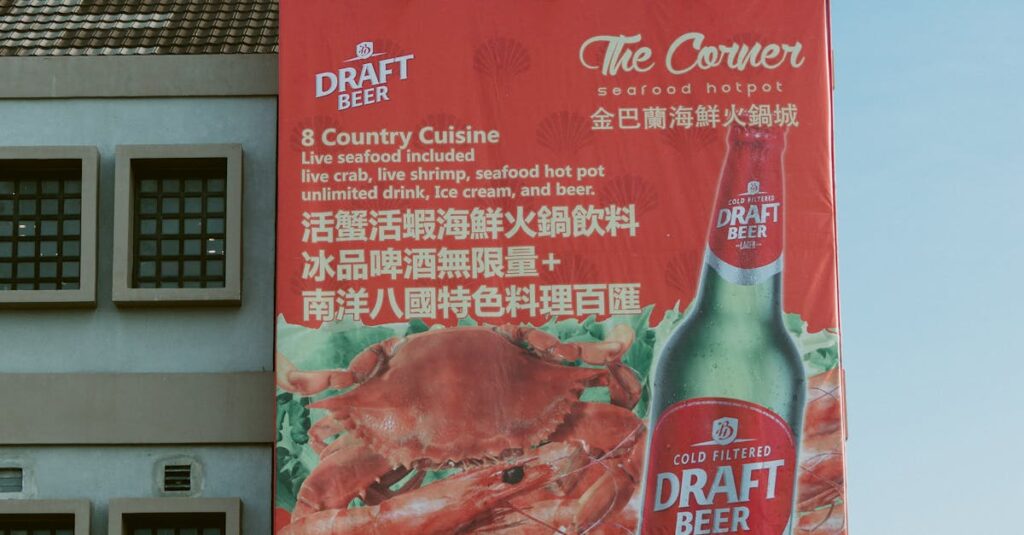 DRAFT
BEER
The Corner
seafood hotpot
金巴蘭海鮮火鍋城
8 Country Cuisine
Live seafood included
live crab, live shrimp, seafood hot pot
unlimited drink, Ice cream, and beer.
活蟹活蝦海鮮火鍋飲料
冰品啤酒無限量+
南洋八國特色料理百匯
COLD FILTERED
DRAFT
BEER
LAGER
COLD FILTERED
DRAFT
BEER